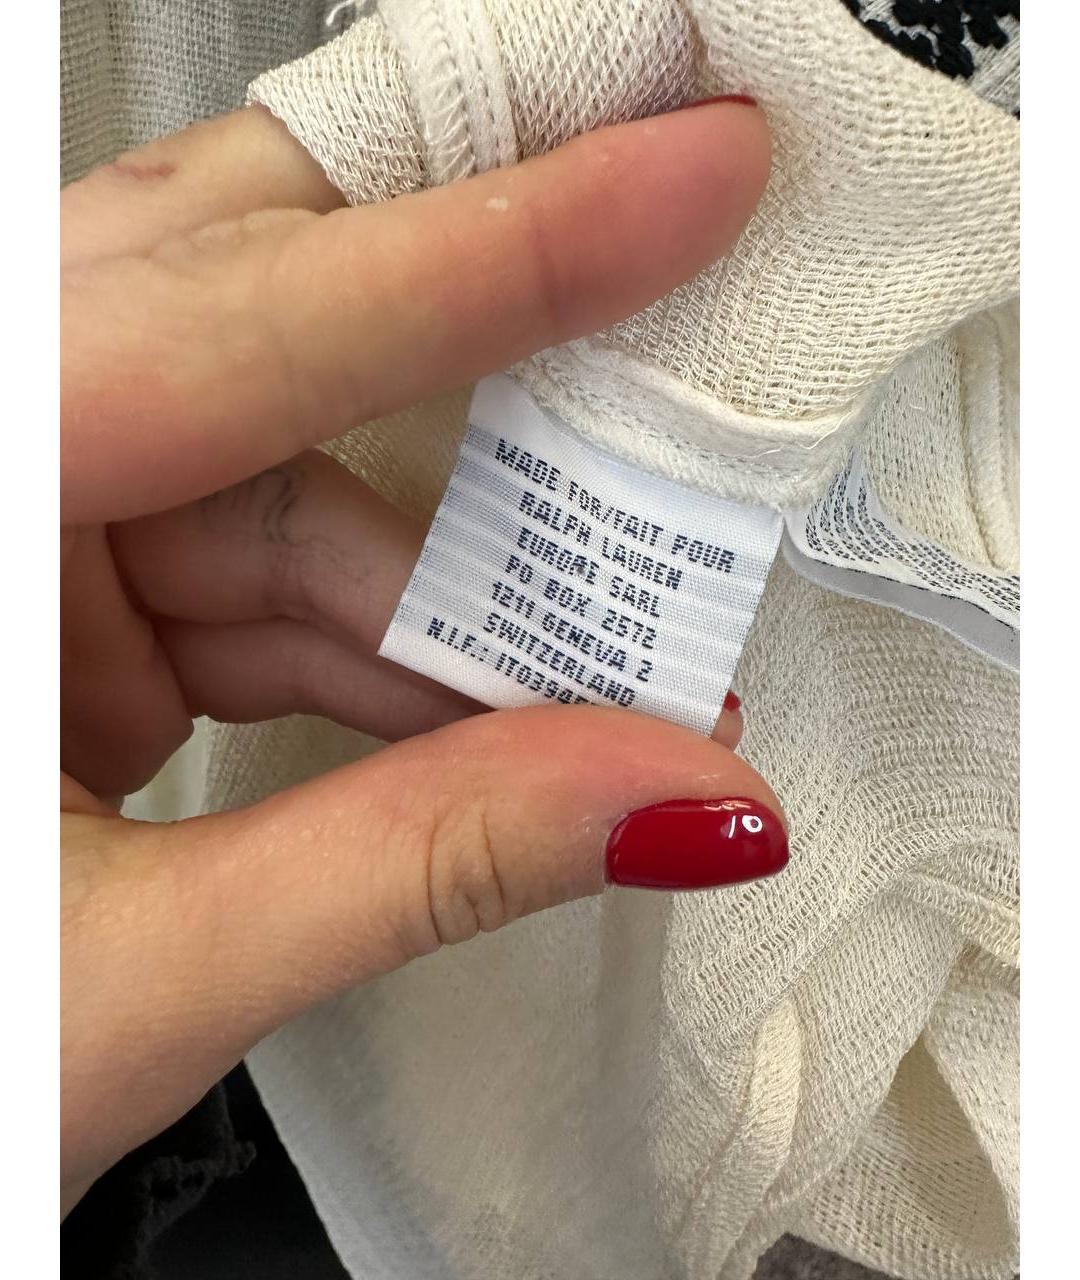 MADE FOR/FAIT POUR
RALPH LAUREN
EUROPE SARL
PO BOX 2572
1211 GENEVA 2
SWITZERLAND
N.I.F.: